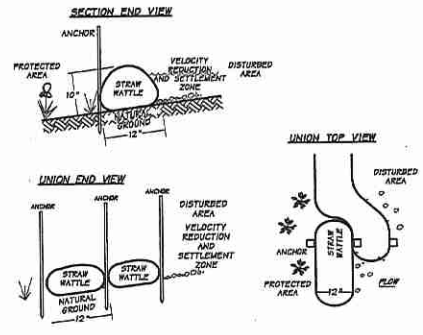 SECTION END VIEW
ANCHOR
PROTECTED
AREA
10"
STRAW
WATTLE
VELOCITY
REDUCTION
AND SETTLEMENT
ZONE
DISTURBED
AREA
NATURAL
GROUND
12"
UNION END VIEW
ANCHOR
ANCHOR
ANCHOR
DISTURBED
AREA
VELOCITY
REDUCTION
AND
SETTLEMENT
ZONE
STRAW
WATTLE
STRAW
WATTLE
NATURAL
GROUND
12"
UNION TOP VIEW
DISTURBED
AREA
STRAW
WATTLE
ANCHOR
PROTECTED
AREA
12"
FLOW